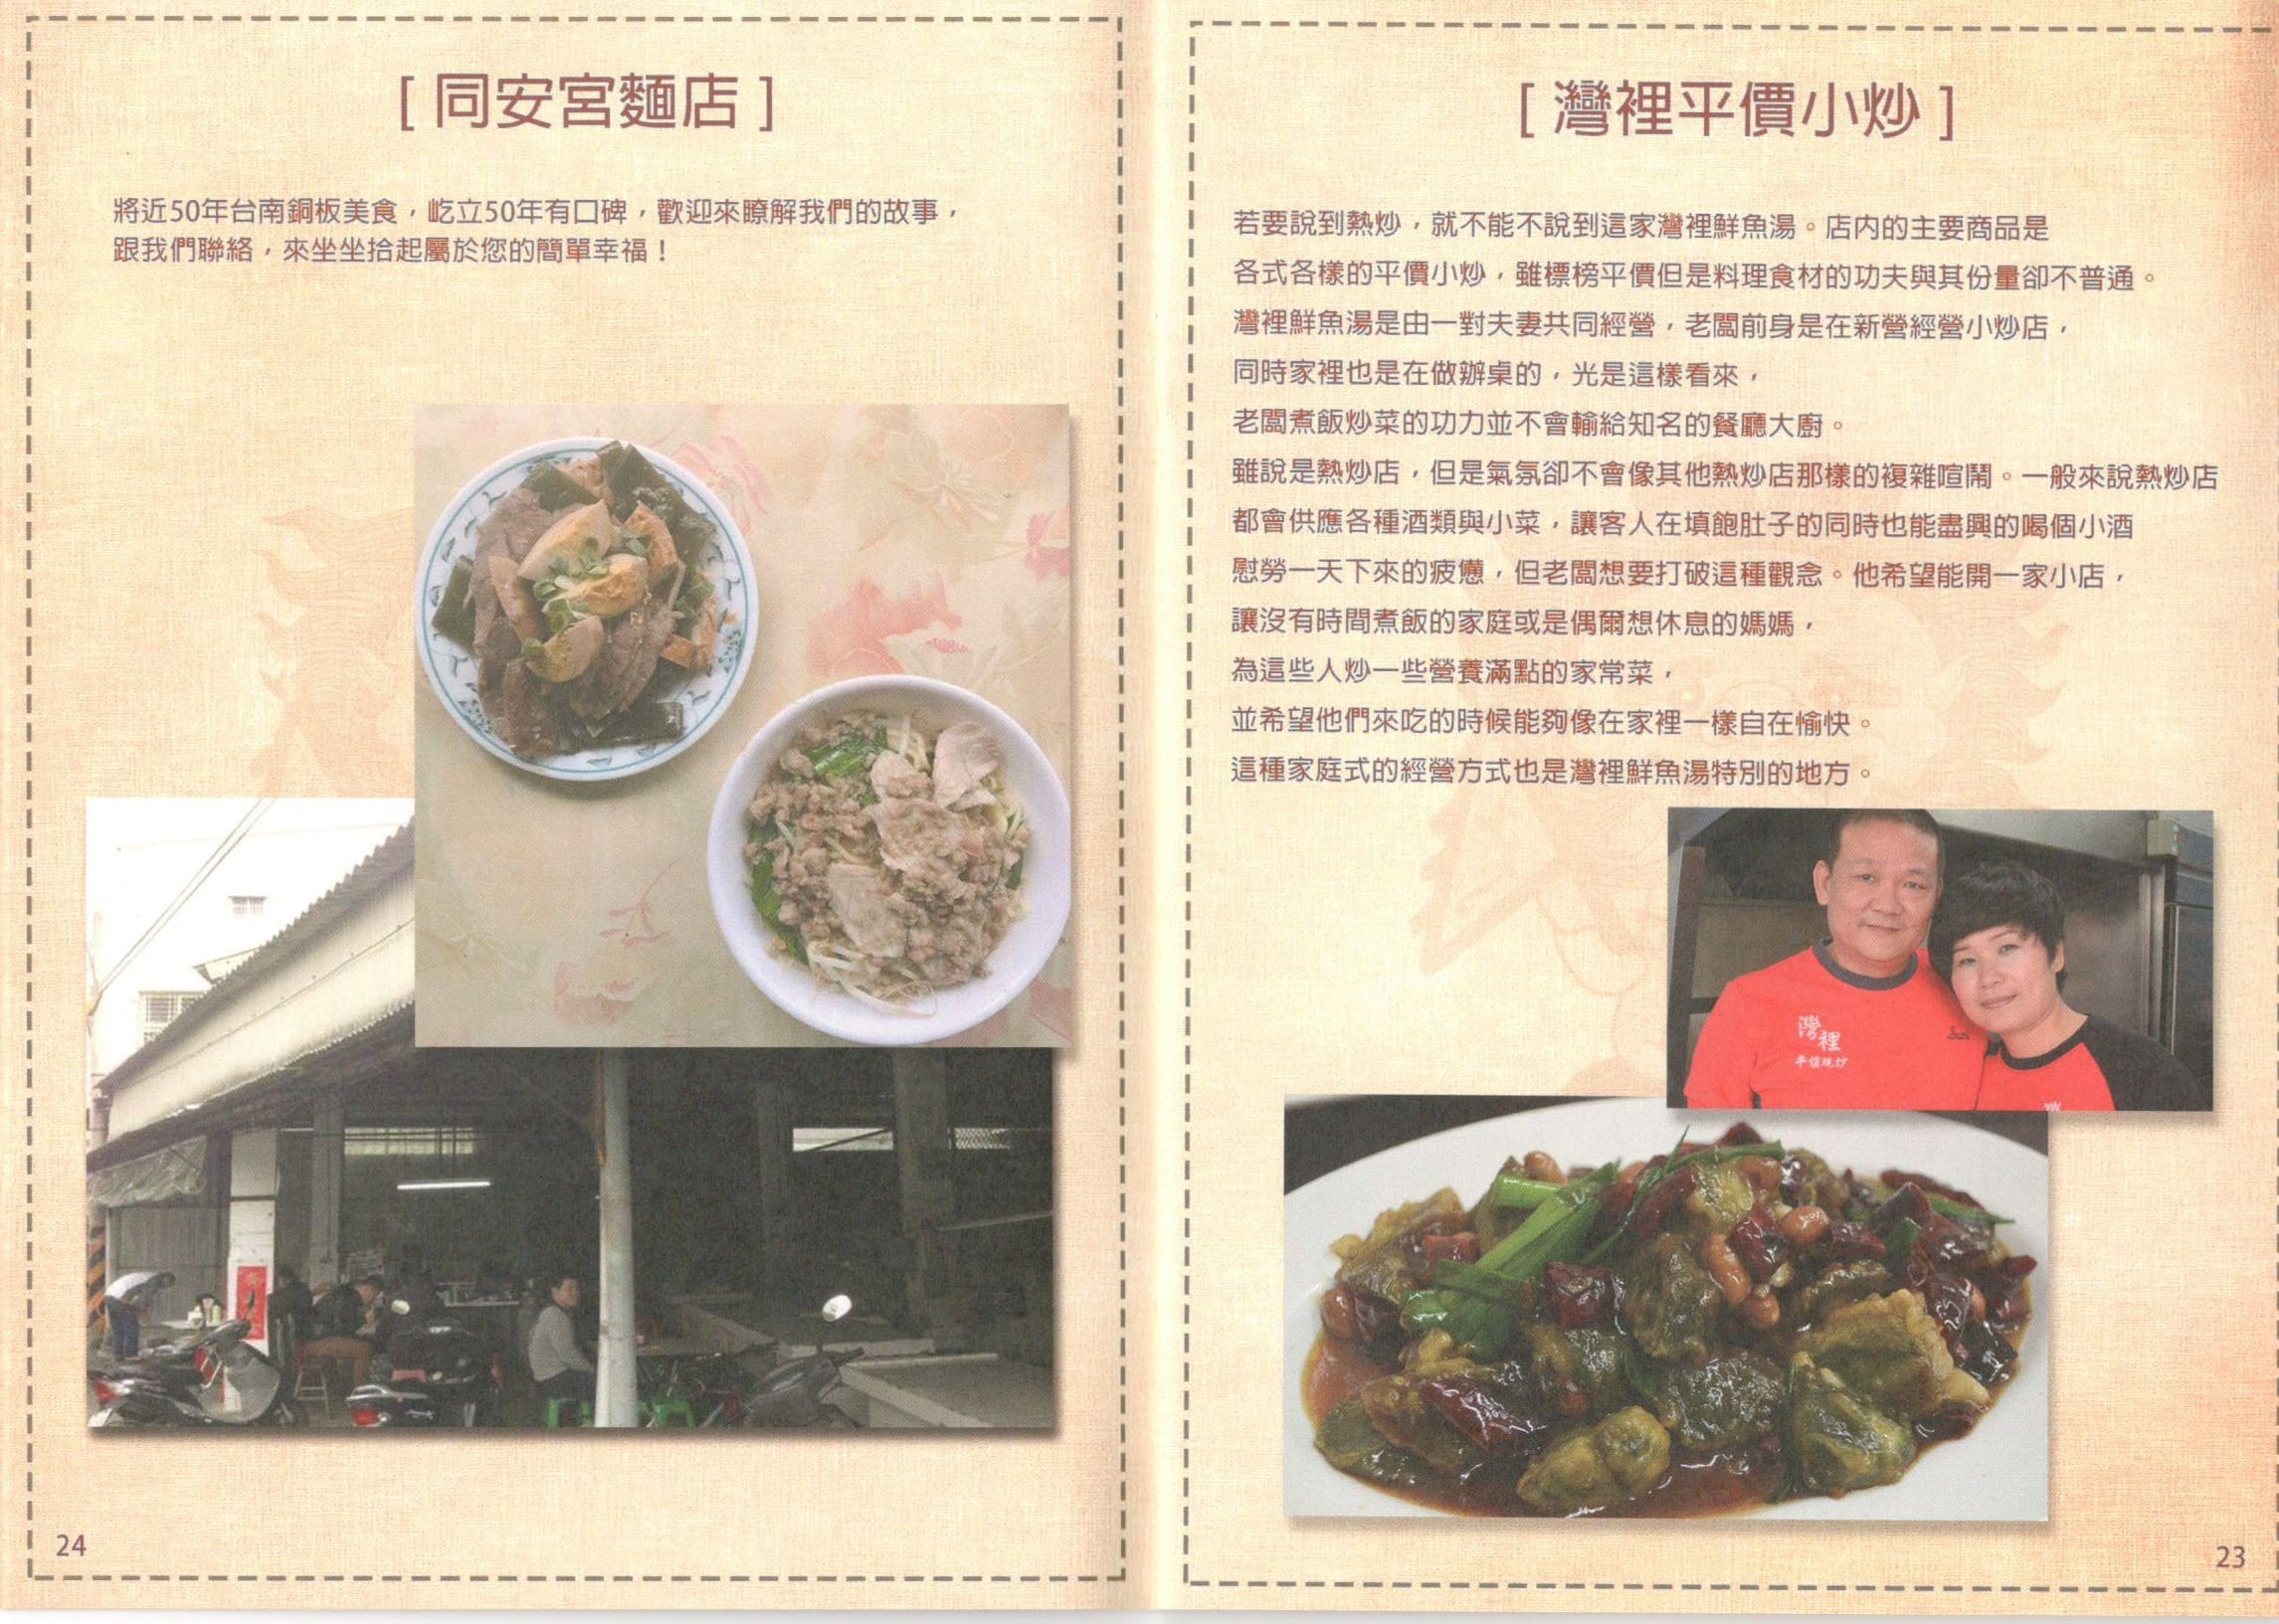 [ 同安宮麵店 ]
將近50年台南銅板美食，屹立50年有口碑，歡迎來瞭解我們的故事，
跟我們聯絡，來坐坐拾起屬於您的簡單幸福！
24
[ 灣裡平價小炒 ]
若要說到熱炒，就不能不說到這家灣裡鮮魚湯。店內的主要商品是
各式各樣的平價小炒，雖標榜平價但是料理食材的功夫與其份量卻不普通。
灣裡鮮魚湯是由一對夫妻共同經營，老闆前身是在新營經營小炒店，
同時家裡也是在做辦桌的，光是這樣看來，
老闆煮飯炒菜的功力並不會輸給知名的餐廳大廚。
雖說是熱炒店，但是氣氛卻不會像其他熱炒店那樣的複雜喧鬧。一般來說熱炒店
都會供應各種酒類與小菜，讓客人在填飽肚子的同時也能盡興的喝個小酒
慰勞一天下來的疲憊，但老闆想要打破這種觀念。他希望能開一家小店，
讓沒有時間煮飯的家庭或是偶爾想休息的媽媽，
為這些人炒一些營養滿點的家常菜，
並希望他們來吃的時候能夠像在家裡一樣自在愉快。
這種家庭式的經營方式也是灣裡鮮魚湯特別的地方。
灣裡
平價現炒
23